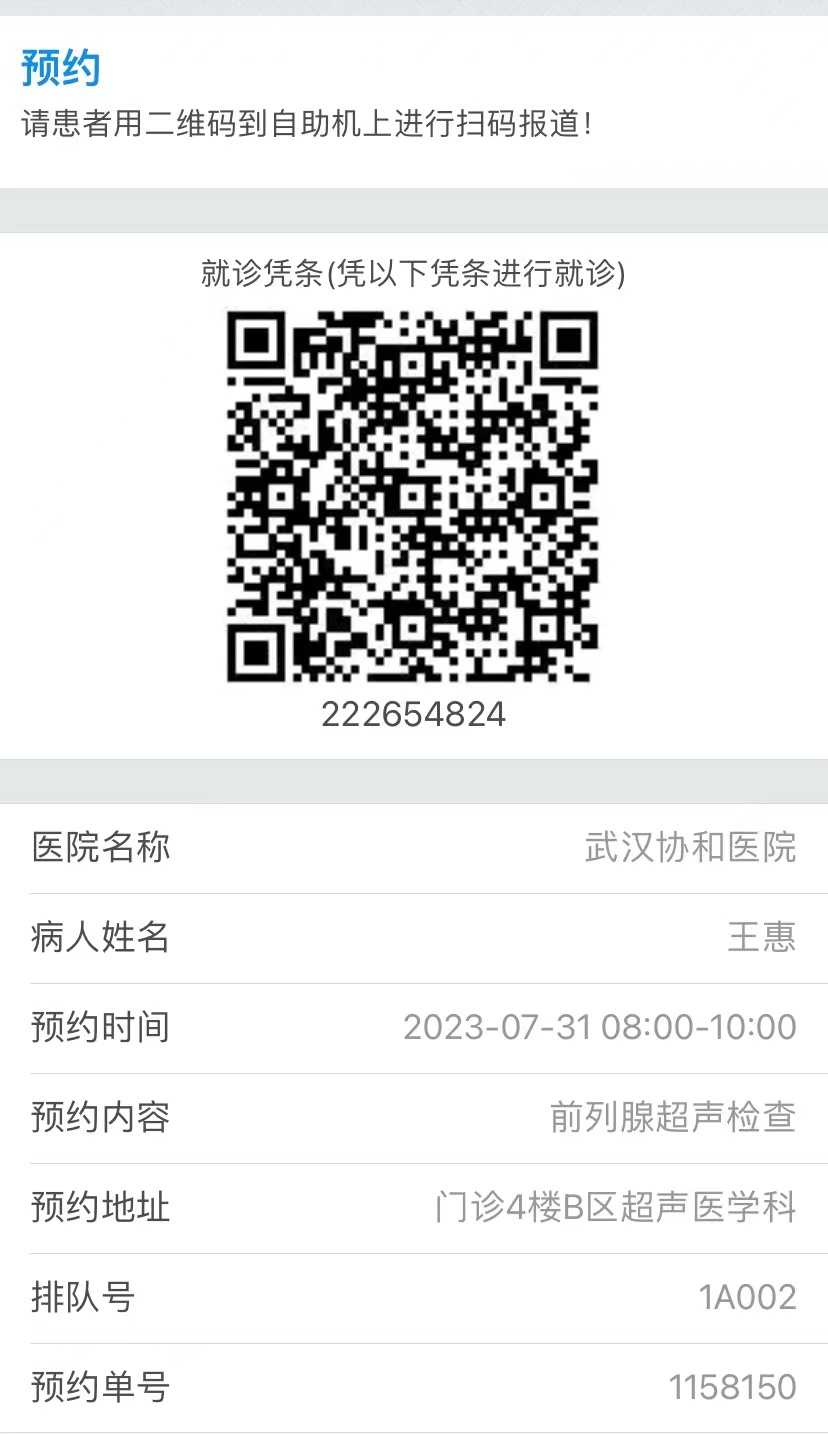 预约
请患者用二维码到自助机上进行扫码报道！
就诊凭条(凭以下凭条进行就诊)
222654824
医院名称 武汉协和医院
病人姓名 王惠
预约时间 2023-07-31 08:00-10:00
预约内容 前列腺超声检查
预约地址 门诊4楼B区超声医学科
排队号 1A002
预约单号 1158150